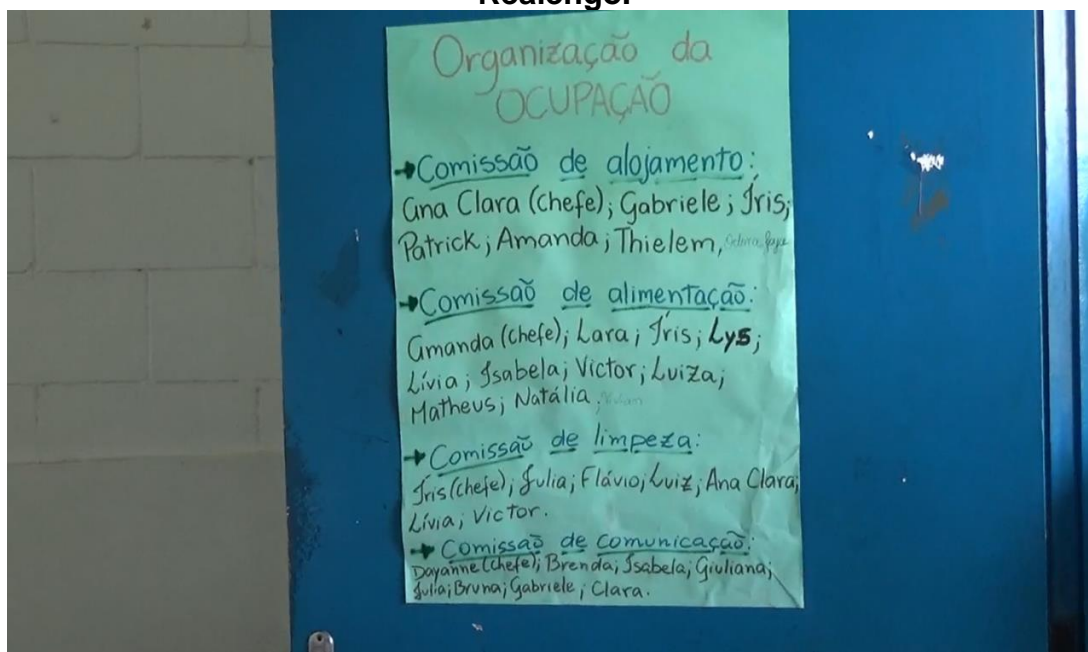 Realengo.
Organização da
OCUPAÇÃO
→Comissão de alojamento:
Ana Clara (chefe); Gabriele; Íris;
Patrick; Amanda; Thielem,
→Comissão de alimentação:
Amanda (chefe); Lara; Íris; Lys;
Lívia; Isabela; Victor; Luiza;
Matheus; Natália;
→Comissão de limpeza:
Íris (chefe); Julia; Flávio; Luiz; Ana Clara;
Lívia; Victor.
→Comissão de comunicação:
Dayanne (chefe); Brenda; Isabela; Giuliana;
Julia; Bruna; Gabriele; Clara.